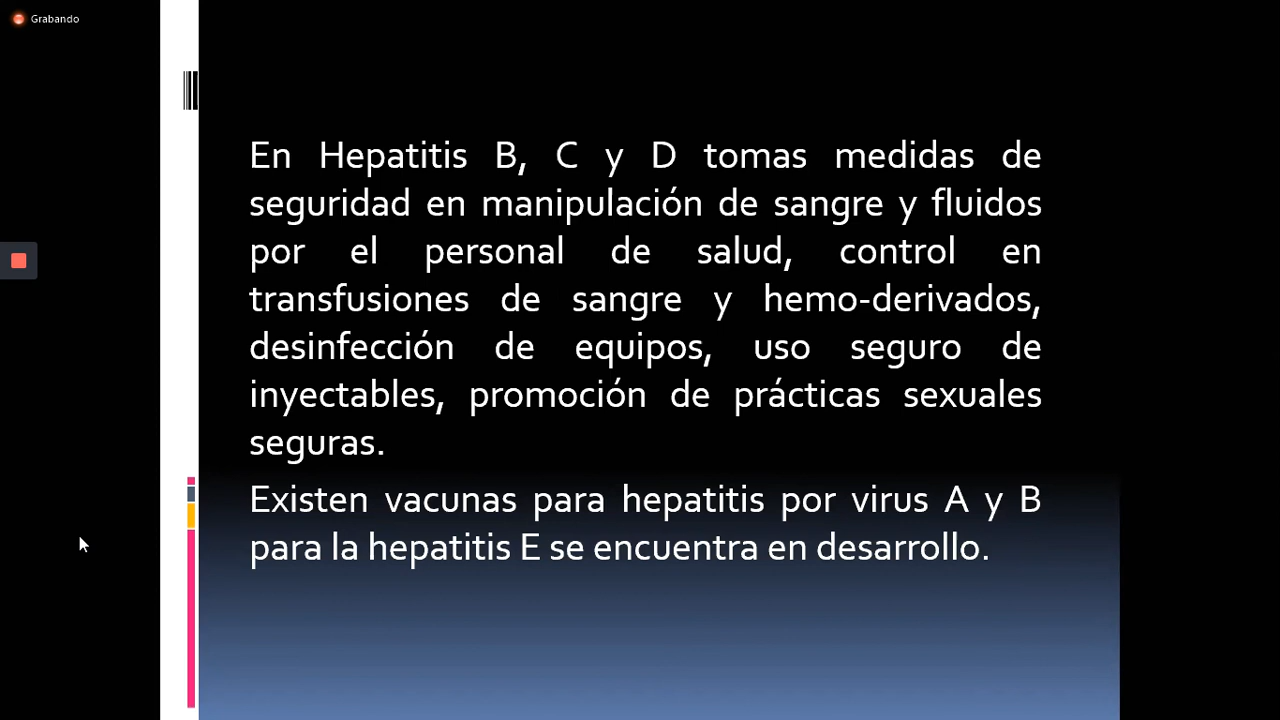 Grabando
En Hepatitis B, C y D tomas medidas de
seguridad en manipulación de sangre y fluidos
por el personal de salud, control en
transfusiones de sangre y hemo-derivados,
desinfección de equipos, uso seguro de
inyectables, promoción de prácticas sexuales
seguras.
Existen vacunas para hepatitis por virus A y B
para la hepatitis E se encuentra en desarrollo.